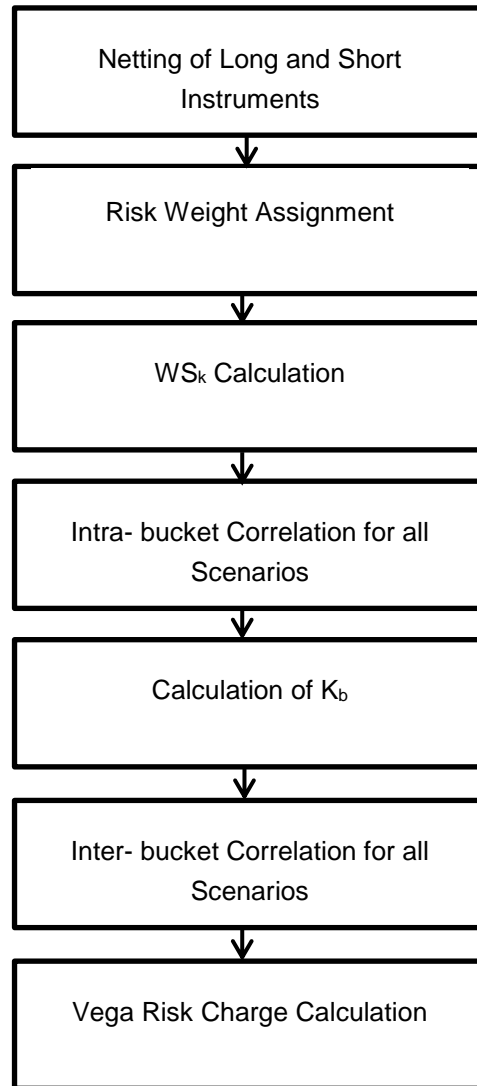 Netting of Long and Short
Instruments
Risk Weight Assignment
WSₖ Calculation
Intra- bucket Correlation for all
Scenarios
Calculation of K_b
Inter- bucket Correlation for all
Scenarios
Vega Risk Charge Calculation